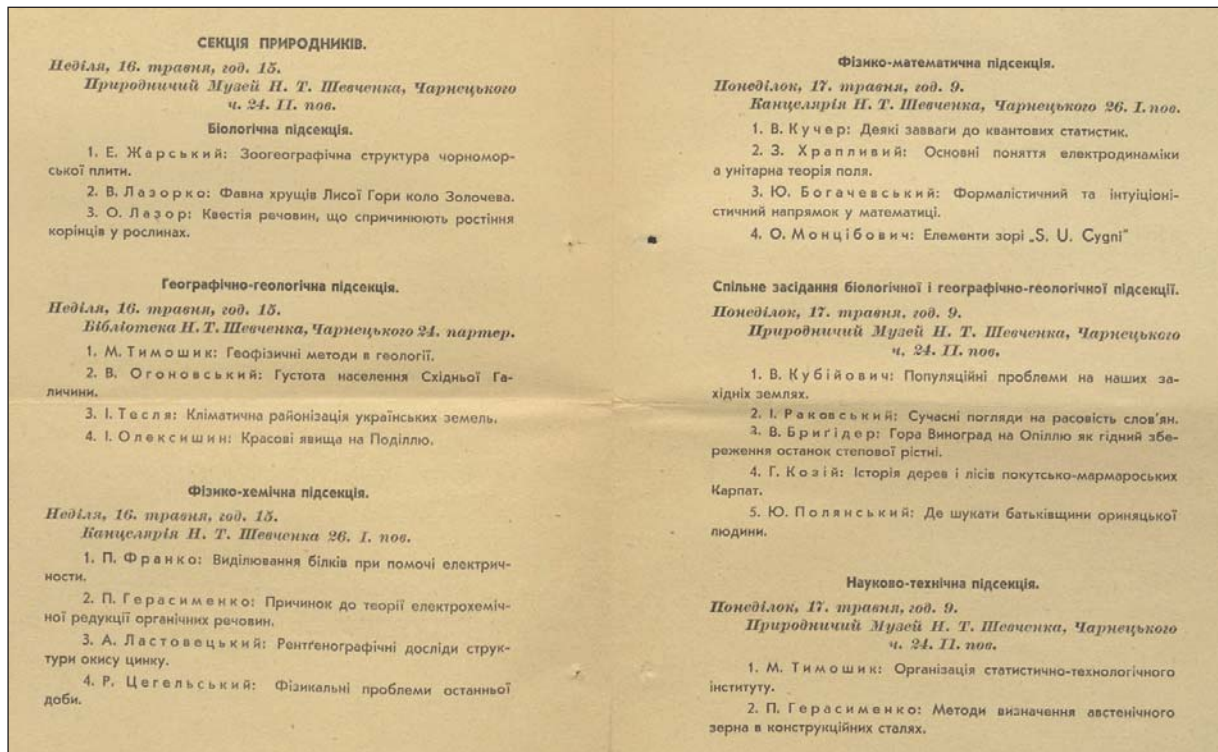 СЕКЦІЯ ПРИРОДНИКІВ.
Неділя, 16. травня, год. 15.
Природничий Музей Н. Т. Шевченка, Чарнецького
ч. 24. II. пов.
Біологічна підсекція.
1. Е. Жарський: Зоогеографічна структура чорномор-
ської плити.
2. В. Лазорко: Фавна хрущів Лисої Гори коло Золочева.
3. О. Лазор: Квестія речовин, що спричинюють ростіння
корінців у рослинах.
Географічно-геологічна підсекція.
Неділя, 16. травня, год. 15.
Бібліотека Н. Т. Шевченка, Чарнецького 24. партер.
1. М. Тимошик: Геофізичні методи в геології.
2. В. Огоновський: Густота населення Східньої Га-
личини.
3. І. Тесля: Кліматична районізація українських земель.
4. І. Олексишин: Красові явища на Поділлю.
Фізико-хемічна підсекція.
Неділя, 16. травня, год. 15.
Канцелярія Н. Т. Шевченка 26. I. пов.
1. П. Франко: Виділювання білків при помочі електрич-
ности.
2. П. Герасименко: Причинок до теорії електрохеміч-
ної редукції органічних речовин.
3. А. Ластовецький: Рентґенографічні досліди струк-
тури окису цинку.
4. Р. Цегельський: Фізикальні проблеми останньої
доби.
Фізико-математична підсекція.
Понеділок, 17. травня, год. 9.
Канцелярія Н. Т. Шевченка, Чарнецького 26. I. пов.
1. В. Кучер: Деякі завваги до квантових статистик.
2. З. Храпливий: Основні поняття електродинаміки
а унітарна теорія поля.
3. Ю. Богачевський: Формалістичний та інтуіціоні-
стичний напрямок у математиці.
4. О. Монцібович: Елементи зорі „S. U. Cygni"
Спільне засідання біологічної і географічно-геологічної підсекції.
Понеділок, 17. травня, год. 9.
Природничий Музей Н. Т. Шевченка, Чарнецького
ч. 24. II. пов.
1. В. Кубійович: Популяційні проблеми на наших за-
хідніх землях.
2. І. Раковський: Сучасні погляди на расовість слов'ян.
3. В. Бриґідер: Гора Виноград на Опіллю як гідний збе-
реження останок степової рістні.
4. Г. Козій: Історія дерев і лісів покутсько-мармароських
Карпат.
5. Ю. Полянський: Де шукати батьківщини ориняцької
людини.
Науково-технічна підсекція.
Понеділок, 17. травня, год. 9.
Природничий Музей Н. Т. Шевченка, Чарнецького
ч. 24. II. пов.
1. М. Тимошик: Організація статистично-технологічного
інституту.
2. П. Герасименко: Методи визначення австенічного
зерна в конструкційних сталях.